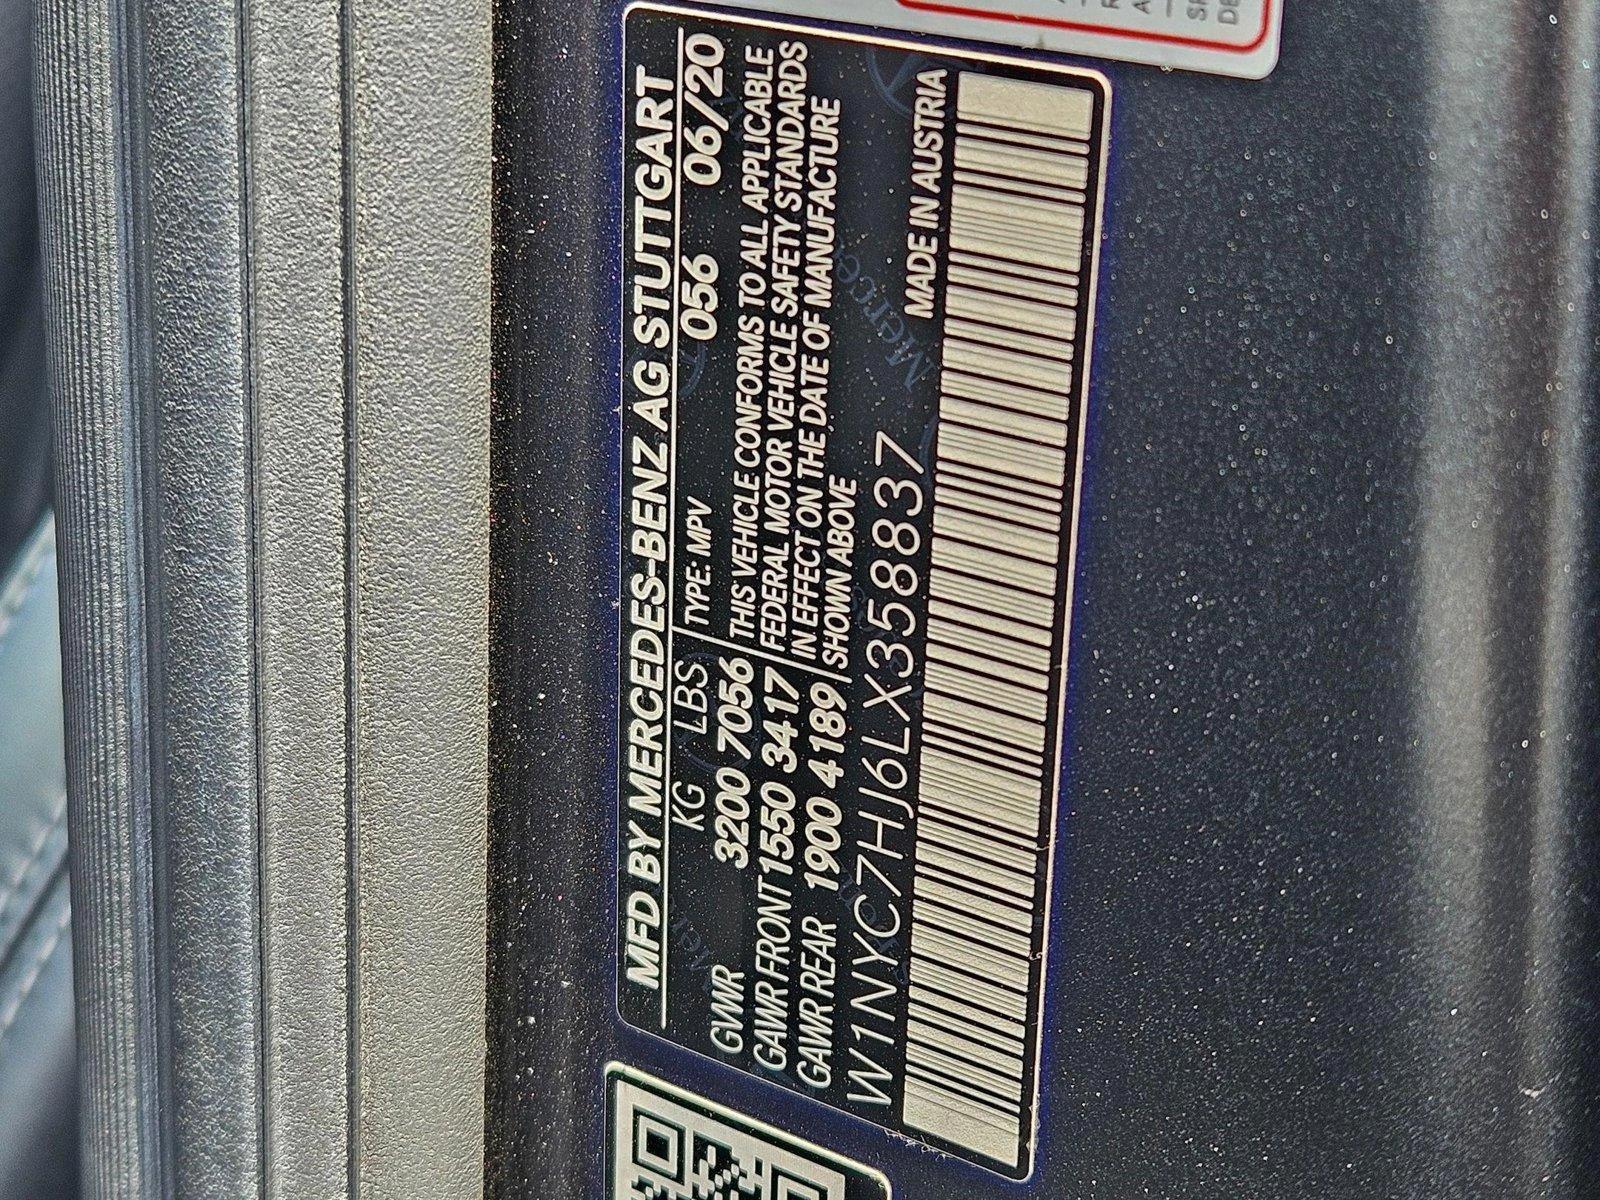 MFD BY MERCEDES-BENZ AG STUTTGART
KG LBS TYPE: MPV 056 06/20
GVWR 3200 7056
GAWR FRONT 1550 3417
GAWR REAR 1900 4189
THIS VEHICLE CONFORMS TO ALL APPLICABLE
FEDERAL MOTOR VEHICLE SAFETY STANDARDS
IN EFFECT ON THE DATE OF MANUFACTURE
SHOWN ABOVE
MADE IN AUSTRIA
W1NYC7HJ6LX358837